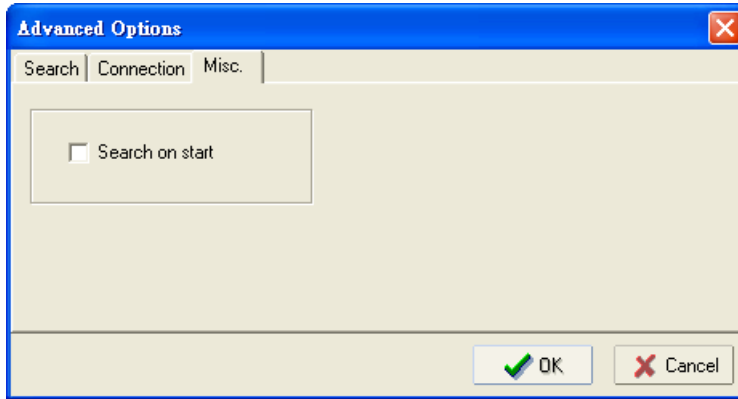 Advanced Options
Search Connection Misc.
Search on start
OK Cancel